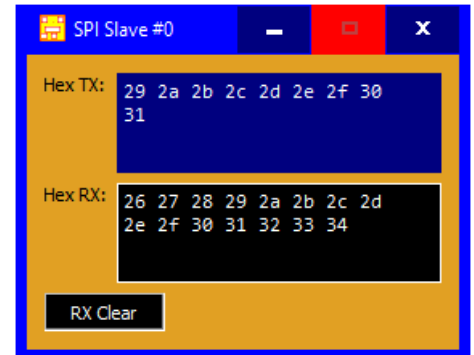 SPI Slave #0
Hex TX:
29 2a 2b 2c 2d 2e 2f 30
31
Hex RX:
26 27 28 29 2a 2b 2c 2d
2e 2f 30 31 32 33 34
RX Clear